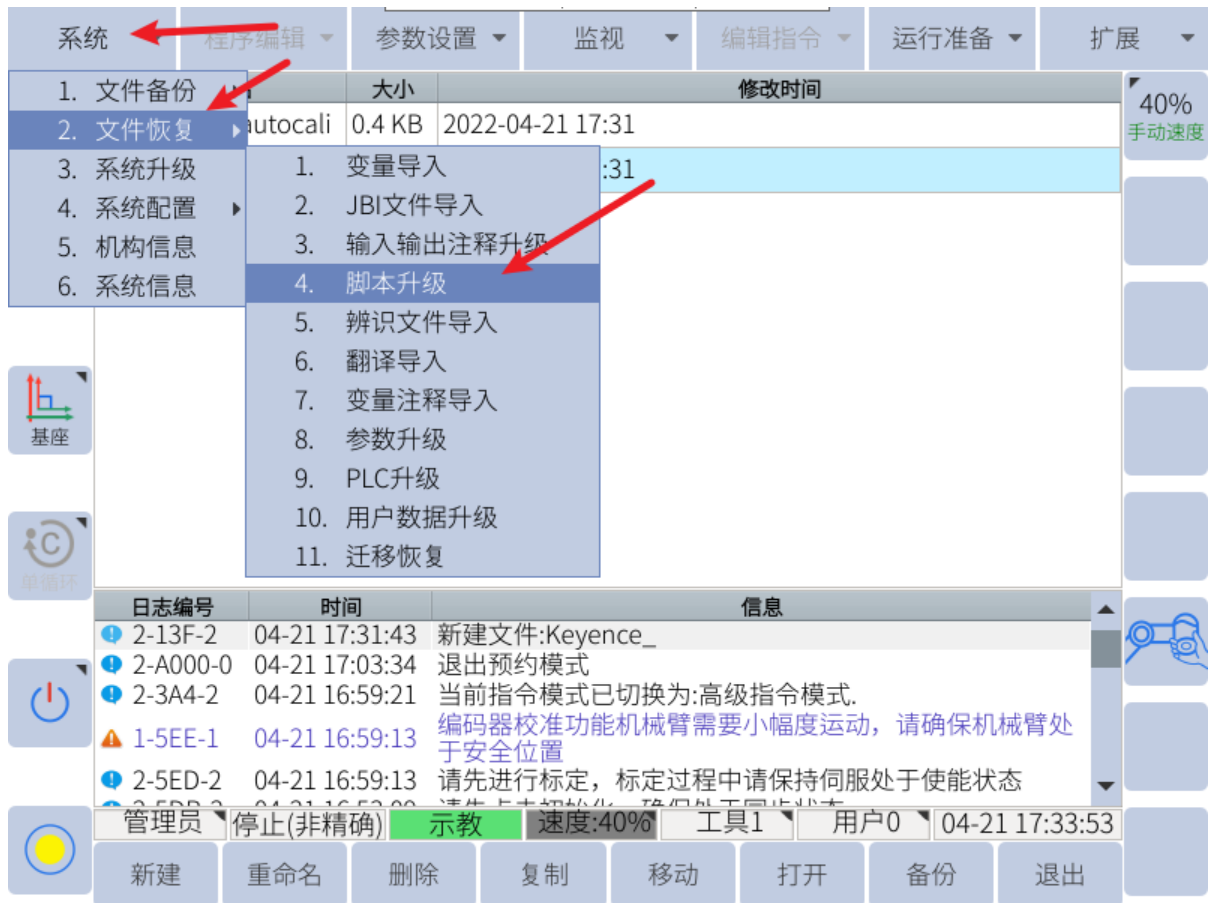 系统 程序编辑 参数设置 监视 编辑指令 运行准备 扩展
1. 文件备份
2. 文件恢复
3. 系统升级
4. 系统配置
5. 机构信息
6. 系统信息
大小 修改时间
autocali 0.4 KB 2022-04-21 17:31
:31
1. 变量导入
2. JBI文件导入
3. 输入输出注释升级
4. 脚本升级
5. 辨识文件导入
6. 翻译导入
7. 变量注释导入
8. 参数升级
9. PLC升级
10. 用户数据升级
11. 迁移恢复
40%
手动速度
基座
单循环
日志编号 时间 信息
2-13F-2 04-21 17:31:43 新建文件:Keyence_
2-A000-0 04-21 17:03:34 退出预约模式
2-3A4-2 04-21 16:59:21 当前指令模式已切换为:高级指令模式.
1-5EE-1 04-21 16:59:13 编码器校准功能机械臂需要小幅度运动，请确保机械臂处
于安全位置
2-5ED-2 04-21 16:59:13 请先进行标定，标定过程中请保持伺服处于使能状态
管理员 停止(非精确) 示教 速度:40% 工具1 用户0 04-21 17:33:53
新建 重命名 删除 复制 移动 打开 备份 退出